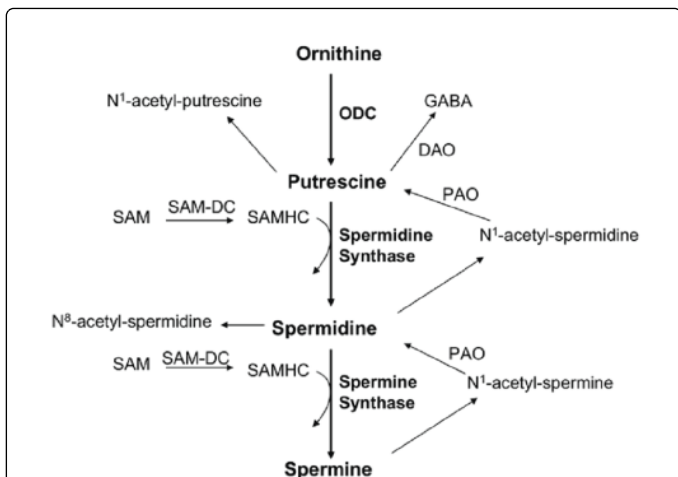 Ornithine
N¹-acetyl-putrescine
GABA
ODC
DAO
Putrescine
PAO
SAM
SAM-DC
SAMHC
Spermidine
Synthase
N¹-acetyl-spermidine
N⁸-acetyl-spermidine
Spermidine
SAM
SAM-DC
SAMHC
PAO
Spermine
Synthase
N¹-acetyl-spermine
Spermine